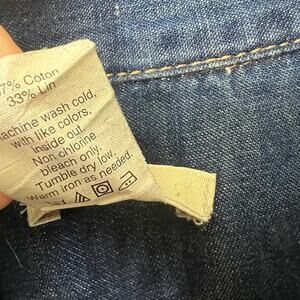 7% Coton
33% Lin
achine wash cold,
with like colors,
inside out.
Non chlorine
bleach only.
Tumble dry low.
Warm iron as needed.